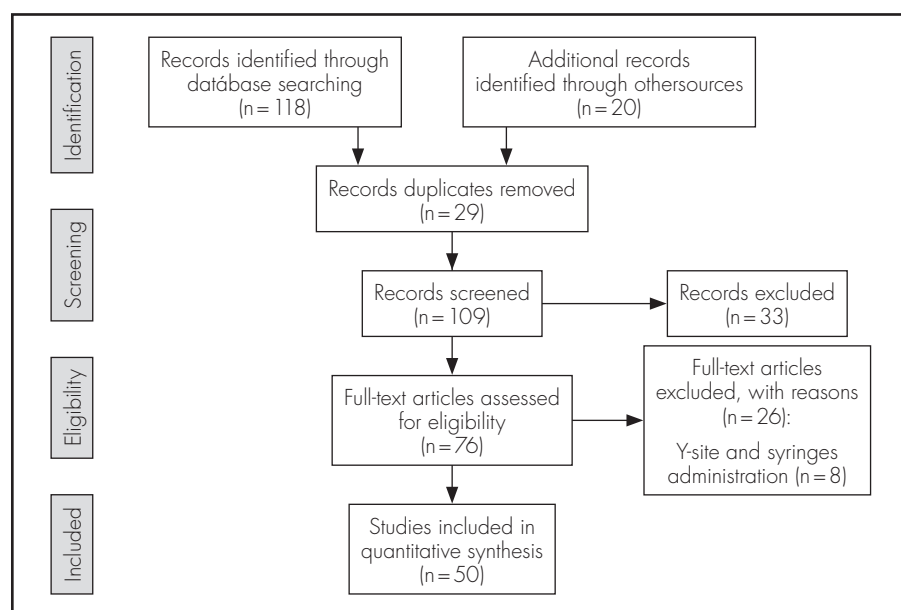 Identification
Records identified through
datábase searching
(n = 118)
Additional records
identified through othersources
(n = 20)
Records duplicates removed
(n = 29)
Screening
Records screened
(n = 109)
Records excluded
(n = 33)
Eligibility
Full-text articles assessed
for eligibility
(n = 76)
Full-text articles
excluded, with reasons
(n = 26):
Y-site and syringes
administration (n = 8)
Included
Studies included in
quantitative synthesis
(n = 50)